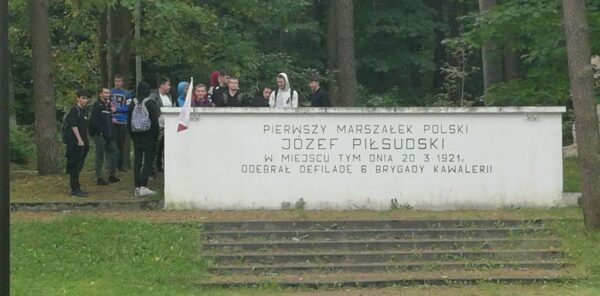 PIERWSZY MARSZAŁEK POLSKI
JÓZEF PIŁSUDSKI
W MIEJSCU TYM DNIA 20-3-1921,
ODEBRAŁ DEFILADĘ 6 BRYGADY KAWALERII